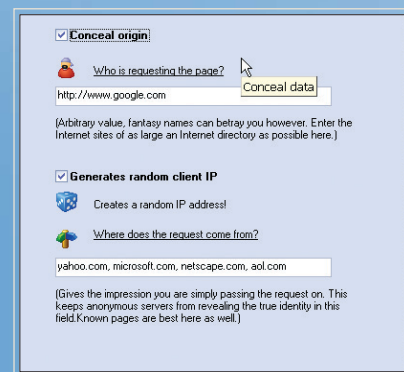 Conceal origin
Who is requesting the page?
Conceal data
http://www.google.com
(Arbitrary value, fantasy names can betray you however. Enter the
Internet sites of as large an Internet directory as possible here.)
Generates random client IP
Creates a random IP address!
Where does the request come from?
yahoo.com, microsoft.com, netscape.com, aol.com
(Gives the impression you are simply passing the request on. This
keeps anonymous servers from revealing the true identity in this
field.Known pages are best here as well.)